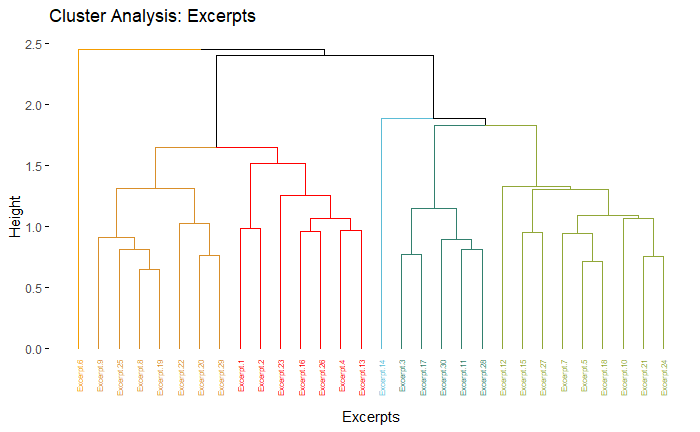 Cluster Analysis: Excerpts
2.5
2.0
1.5
1.0
0.5
0.0
Height
Excerpt.6
Excerpt.9
Excerpt.25
Excerpt.8
Excerpt.19
Excerpt.22
Excerpt.20
Excerpt.29
Excerpt.1
Excerpt.2
Excerpt.23
Excerpt.16
Excerpt.26
Excerpt.4
Excerpt.13
Excerpt.14
Excerpt.3
Excerpt.17
Excerpt.30
Excerpt.11
Excerpt.28
Excerpt.12
Excerpt.15
Excerpt.27
Excerpt.7
Excerpt.5
Excerpt.18
Excerpt.10
Excerpt.21
Excerpt.24
Excerpts